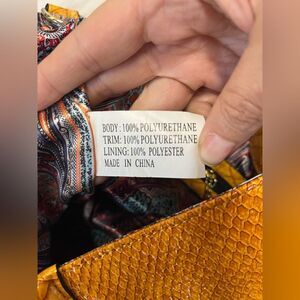 BODY: 100% POLYURETHANE
TRIM: 100% POLYURETHANE
LINING: 100% POLYESTER
MADE IN CHINA